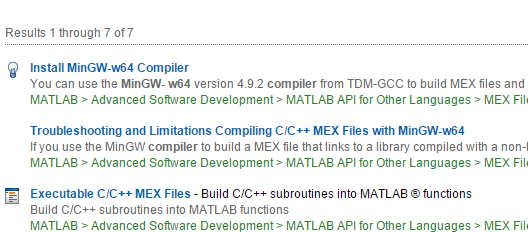 Results 1 through 7 of 7
Install MinGW-w64 Compiler
You can use the MinGW- w64 version 4.9.2 compiler from TDM-GCC to build MEX files and
MATLAB > Advanced Software Development > MATLAB API for Other Languages > MEX File
Troubleshooting and Limitations Compiling C/C++ MEX Files with MinGW-w64
If you use the MinGW compiler to build a MEX file that links to a library compiled with a non-
MATLAB > Advanced Software Development > MATLAB API for Other Languages > MEX File
Executable C/C++ MEX Files - Build C/C++ subroutines into MATLAB ® functions
Build C/C++ subroutines into MATLAB functions
MATLAB > Advanced Software Development > MATLAB API for Other Languages > MEX File